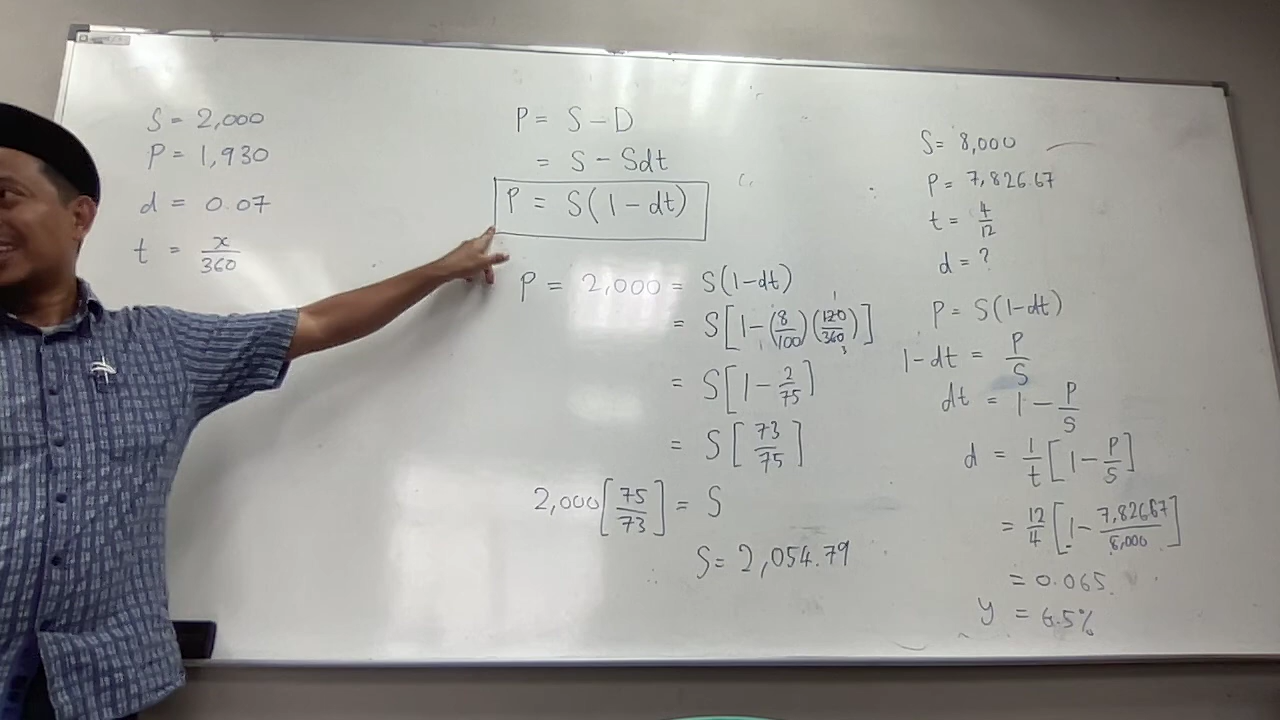 S = 2,000
P = 1,930
d = 0.07
t = x/360
P = S - D
= S - Sdt
P = S(1 - dt)
P = 2,000 = S(1-dt)
= S[1-(8/100)(120/360)]
1
1
3
= S[1 - 2/75]
= S[73/75]
2,000[75/73] = S
S = 2,054.79
S = 8,000
P = 7,826.67
t = 4/12
d = ?
P = S(1-dt)
1-dt = P/S
dt = 1 - P/S
d = 1/t[1 - P/S]
= 12/4[1 - 7,826.67/8,000]
= 0.065
y = 6.5%